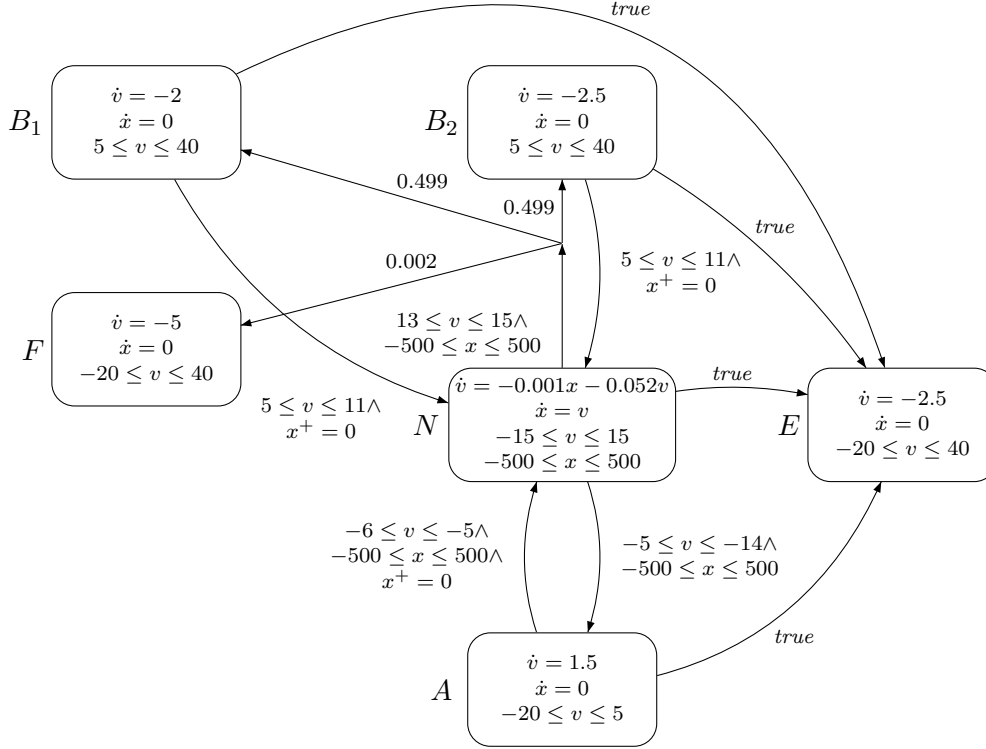 true
B₁
v̇ = −2
ẋ = 0
5 ≤ v ≤ 40
B₂
v̇ = −2.5
ẋ = 0
5 ≤ v ≤ 40
0.499
0.499
true
0.002
5 ≤ v ≤ 11∧
x⁺ = 0
F
v̇ = −5
ẋ = 0
−20 ≤ v ≤ 40
13 ≤ v ≤ 15∧
−500 ≤ x ≤ 500
5 ≤ v ≤ 11∧
x⁺ = 0
N
v̇ = −0.001x − 0.052v
ẋ = v
−15 ≤ v ≤ 15
−500 ≤ x ≤ 500
true
E
v̇ = −2.5
ẋ = 0
−20 ≤ v ≤ 40
−6 ≤ v ≤ −5∧
−500 ≤ x ≤ 500∧
x⁺ = 0
−5 ≤ v ≤ −14∧
−500 ≤ x ≤ 500
true
A
v̇ = 1.5
ẋ = 0
−20 ≤ v ≤ 5